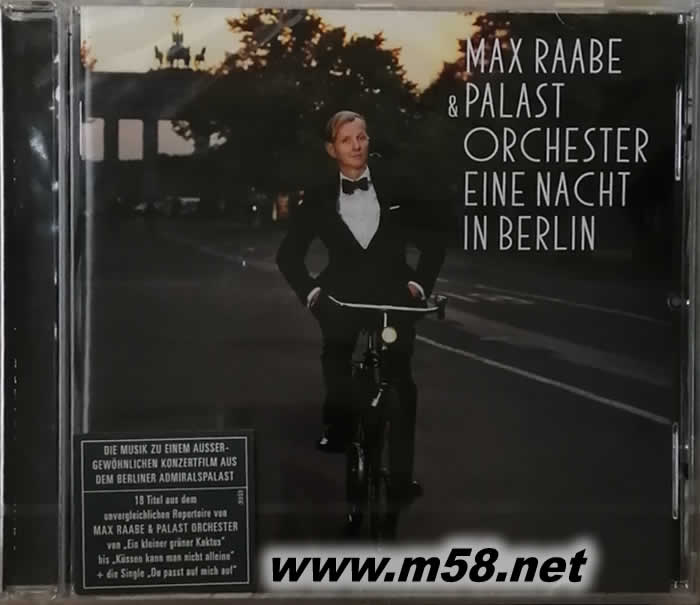 MAX RAABE
& PALAST
ORCHESTER
EINE NACHT
IN BERLIN
DIE MUSIK ZU EINEM AUSSER-
GEWÖHNLICHEN KONZERTFILM AUS
DEM BERLINER ADMIRALSPALAST
18 Titel aus dem
unvergleichlichen Repertoire von
MAX RAABE & PALAST ORCHESTER
von „Ein kleiner grüner Kaktus"
bis „Küssen kann man nicht alleine"
+ die Single „Du passt auf mich auf"
www.m58.net